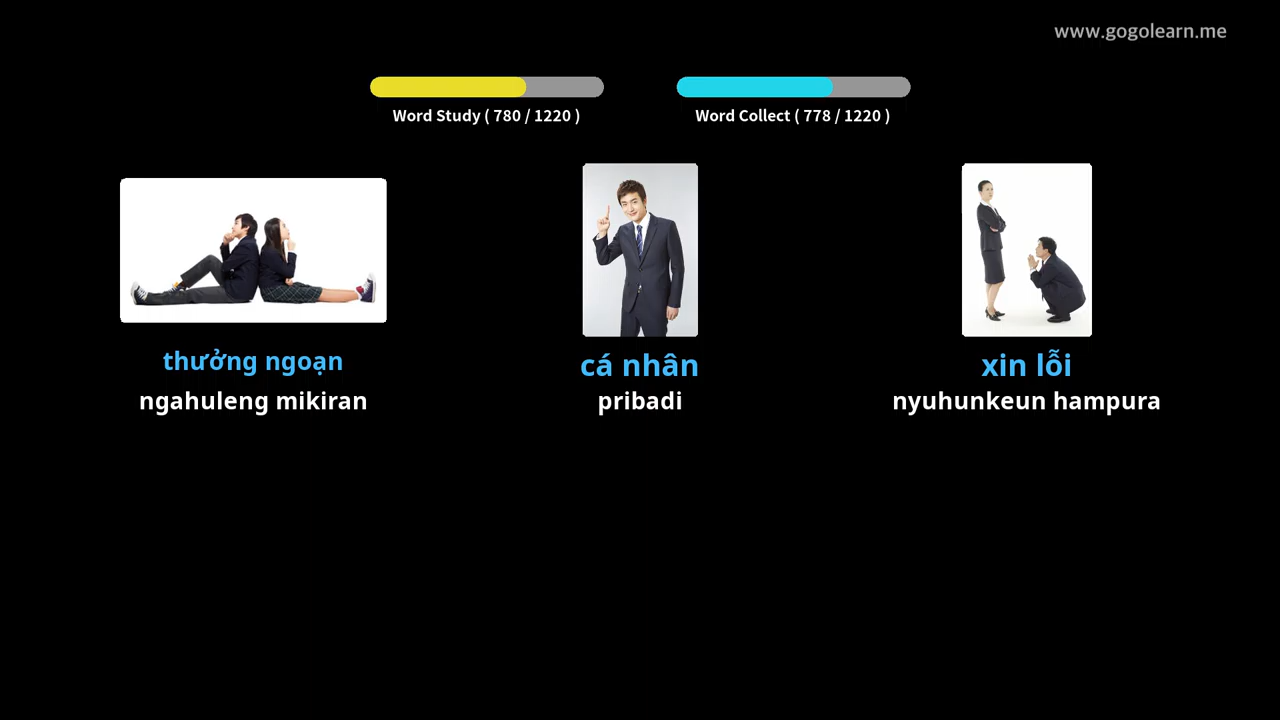 www.gogolearn.me
Word Study ( 780 / 1220 )
Word Collect ( 778 / 1220 )
thưởng ngoạn
ngahuleng mikiran
cá nhân
pribadi
xin lỗi
nyuhunkeun hampura